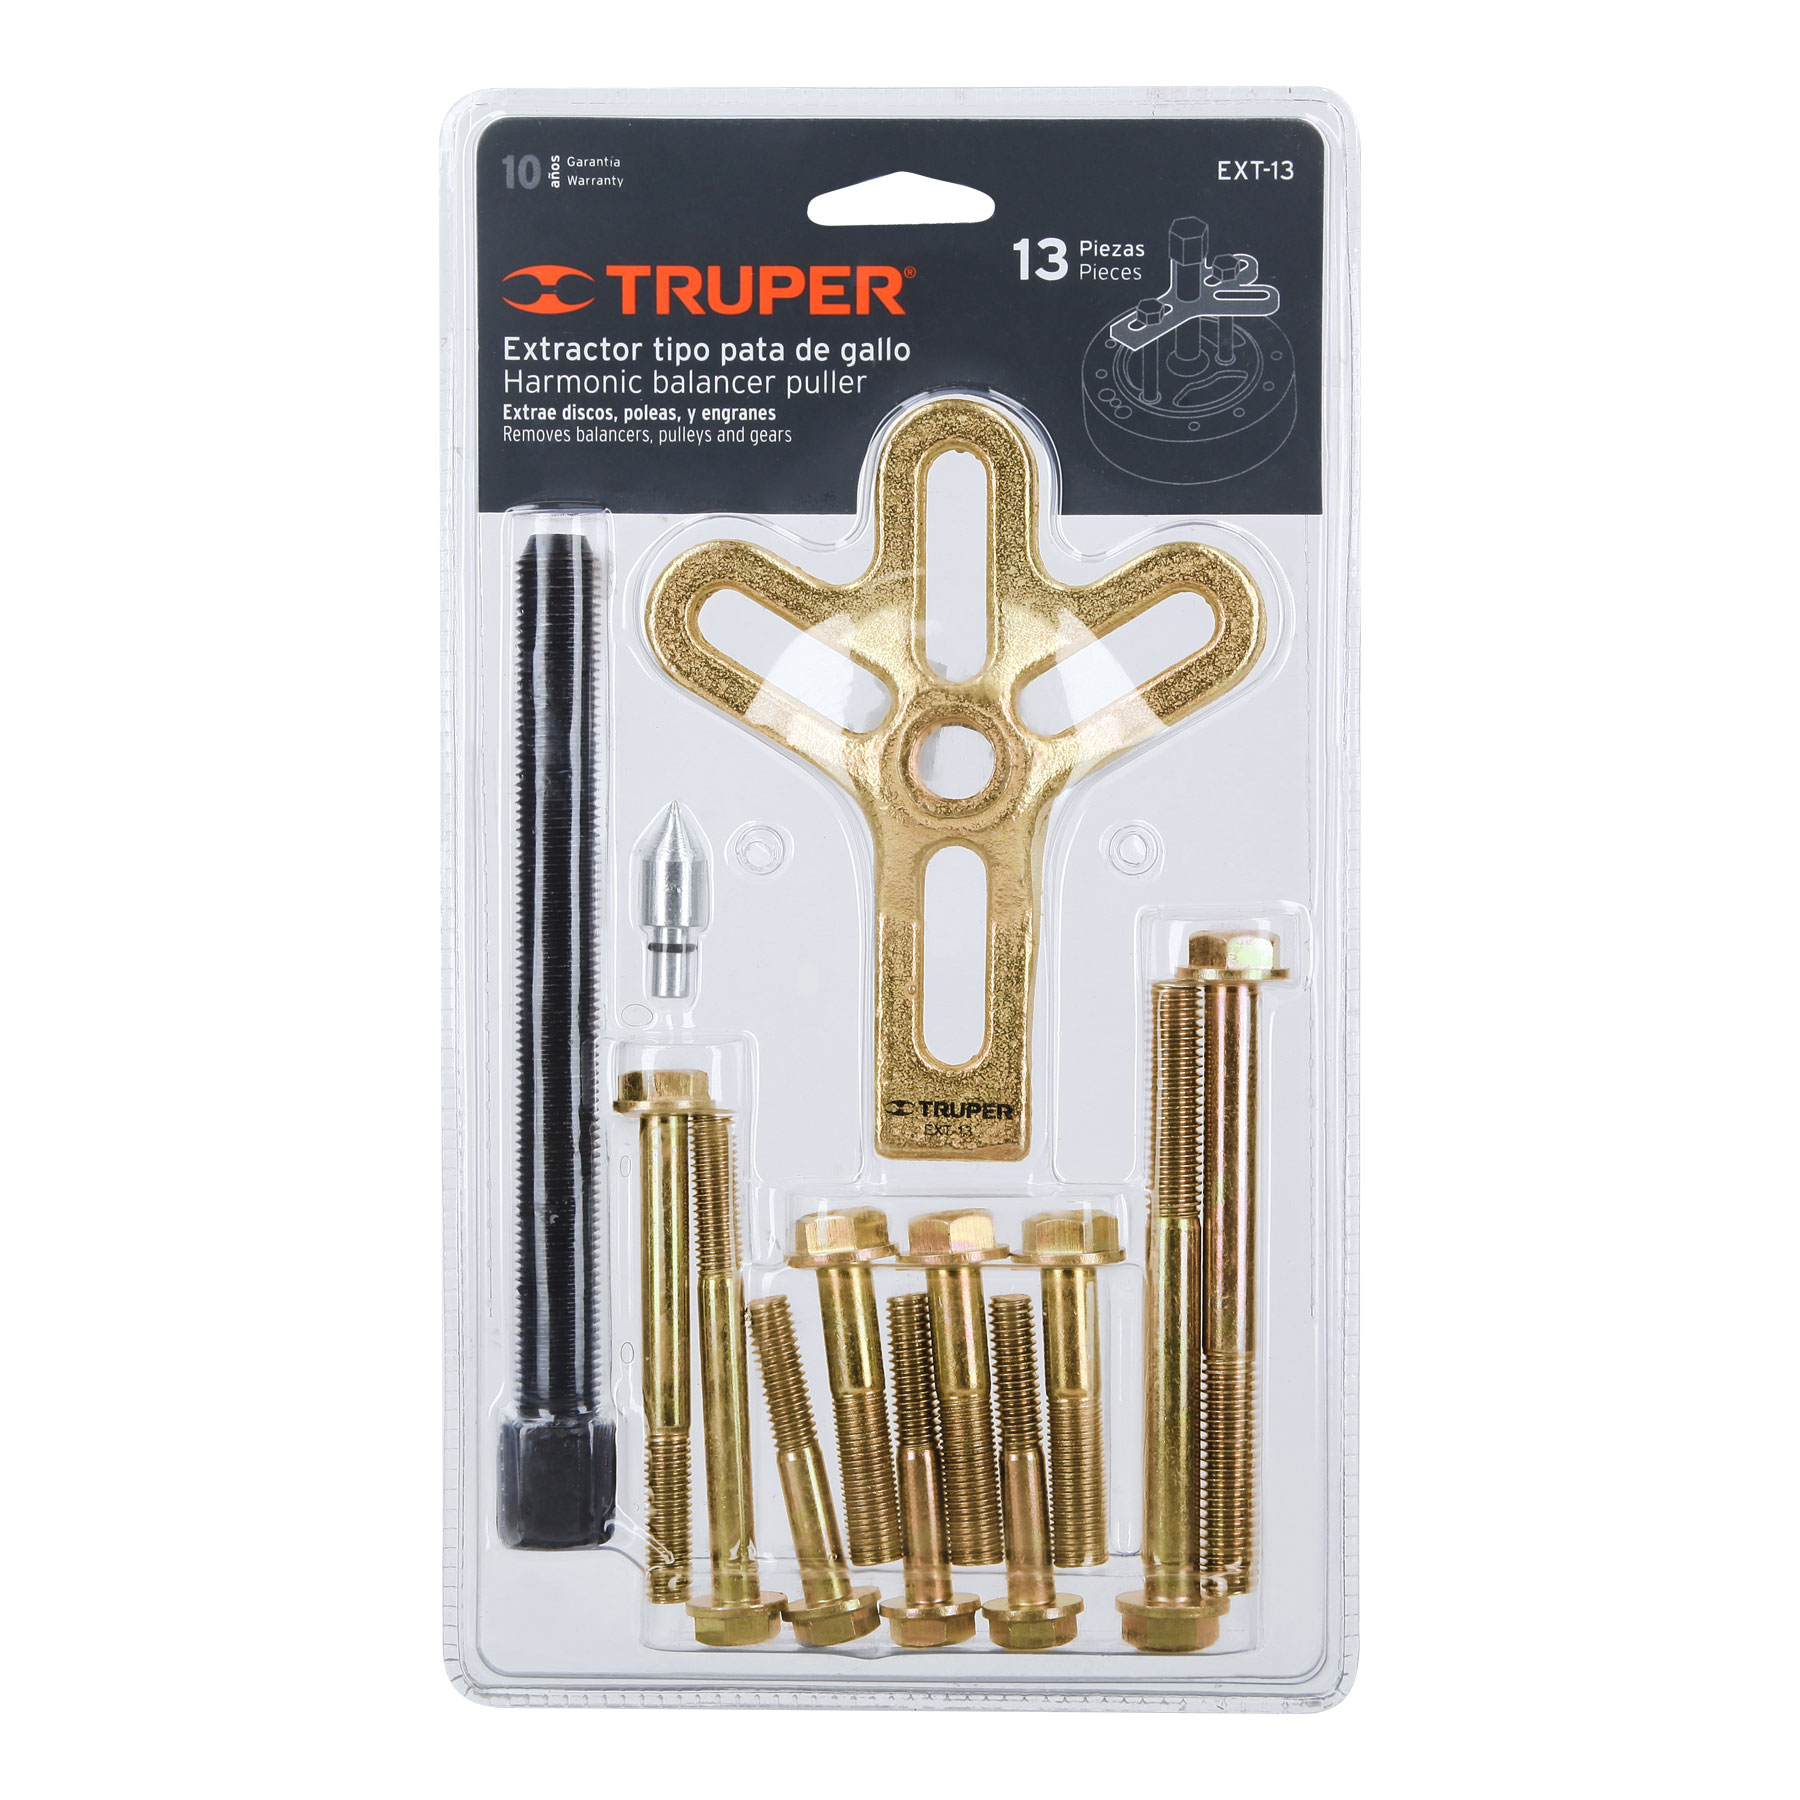 10 años Garantía
Warranty
EXT-13
13 Piezas
Pieces
TRUPER®
Extractor tipo pata de gallo
Harmonic balancer puller
Extrae discos, poleas, y engranes
Removes balancers, pulleys and gears
TRUPER
EXT-13